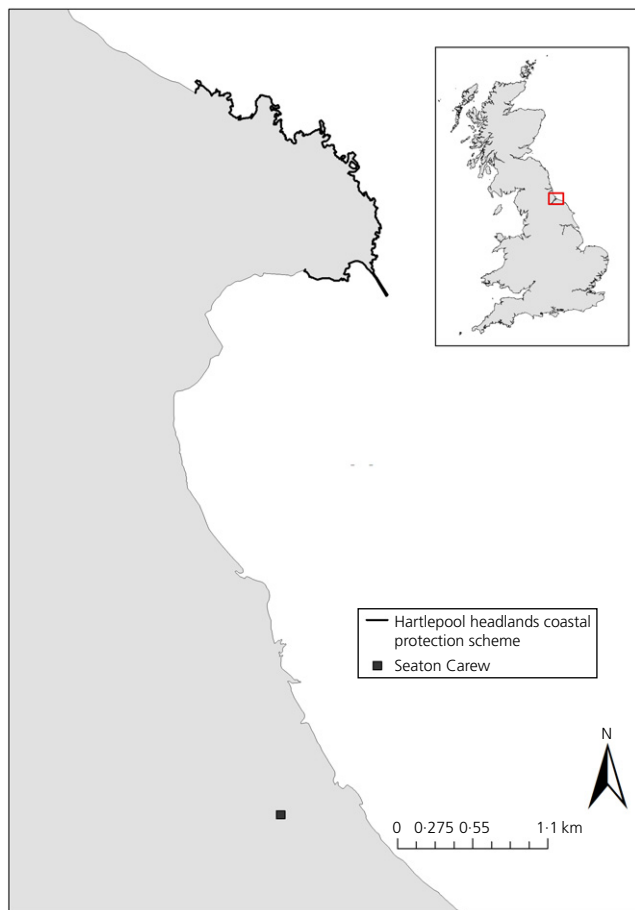 Hartlepool headlands coastal
protection scheme
Seaton Carew
N
0 0·275 0·55 1·1 km